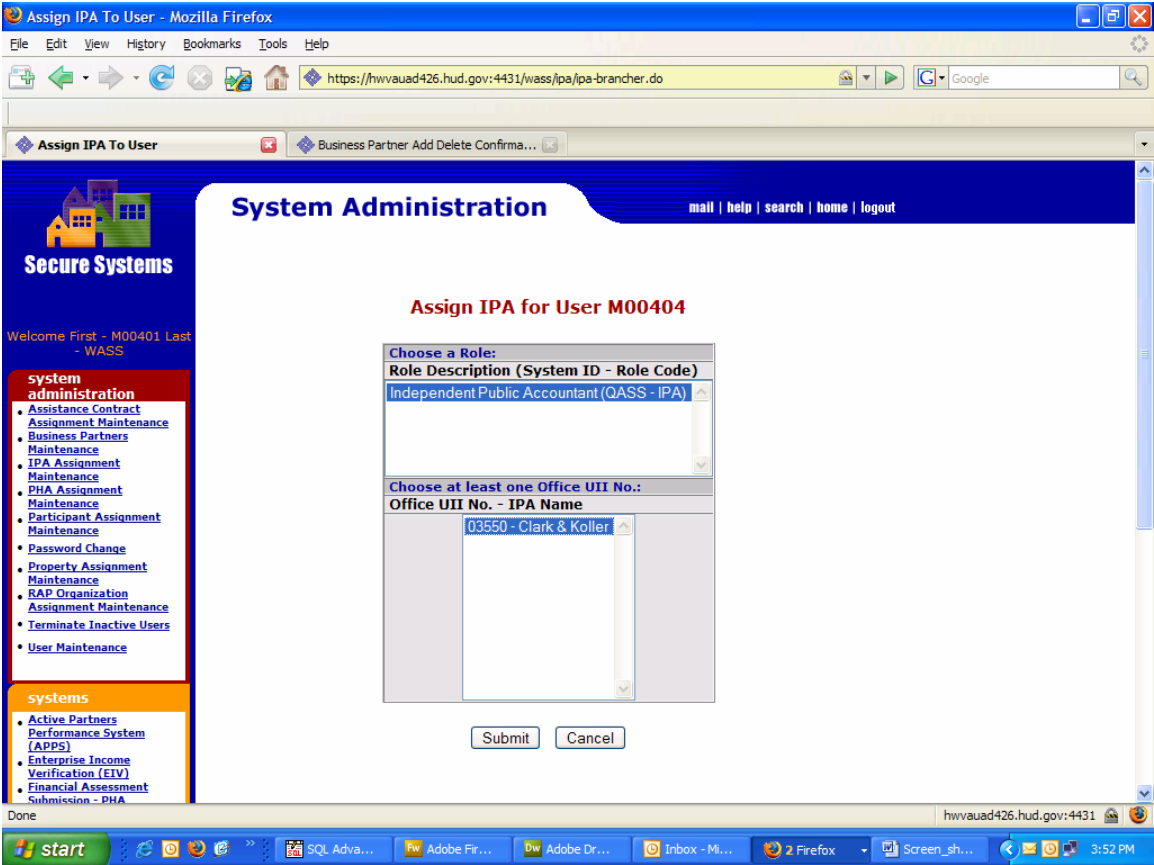 Assign IPA To User - Mozilla Firefox
File Edit View History Bookmarks Tools Help
https://hwvauad426.hud.gov:4431/wass/ipa/ipa-brancher.do
G Google
Assign IPA To User
Business Partner Add Delete Confirma...
System Administration
mail | help | search | home | logout
Secure Systems
Welcome First - M00401 Last
- WASS
system
administration
Assistance Contract
Assignment Maintenance
Business Partners
Maintenance
IPA Assignment
Maintenance
PHA Assignment
Maintenance
Participant Assignment
Maintenance
Password Change
Property Assignment
Maintenance
RAP Organization
Assignment Maintenance
Terminate Inactive Users
User Maintenance
systems
Active Partners
Performance System
(APPS)
Enterprise Income
Verification (EIV)
Financial Assessment
Submission - PHA
Assign IPA for User M00404
Choose a Role:
Role Description (System ID - Role Code)
Independent Public Accountant (QASS - IPA)
Choose at least one Office UII No.:
Office UII No. - IPA Name
03550 - Clark & Koller
Submit Cancel
Done
hwvauad426.hud.gov:4431
start
SQL Adva...
Fw Adobe Fir...
Dw Adobe Dr...
Inbox - Mi...
2 Firefox
Screen_sh...
3:52 PM